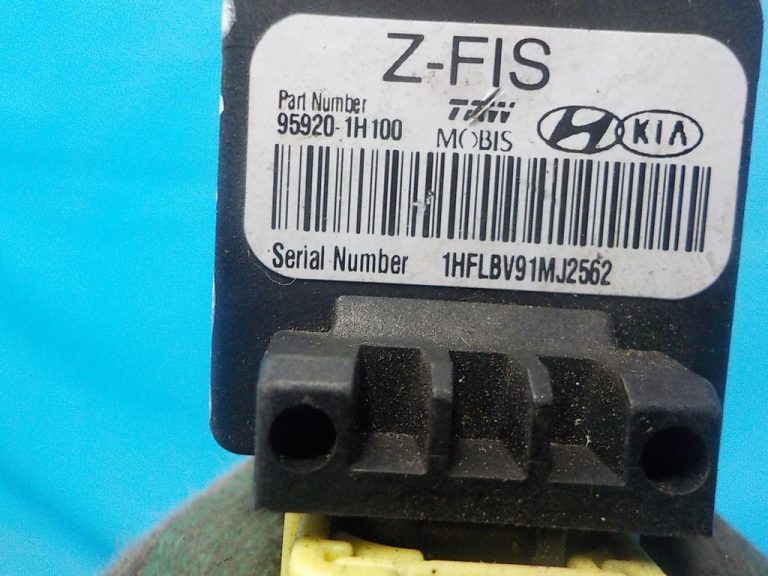 Z-FIS
Part Number
95920-1H100
TRW
MOBIS
KIA
Serial Number 1HFLBV91MJ2562